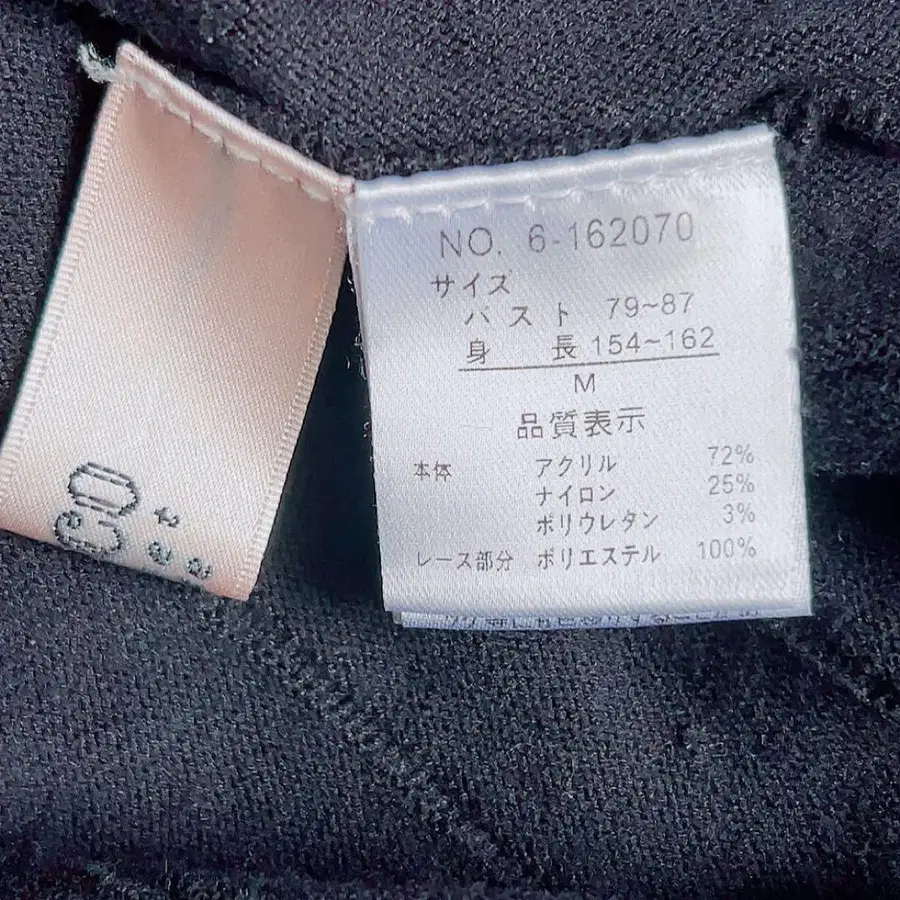 NO. 6-162070
サイズ
バスト 79~87
身 長 154~162
M
品質表示
本体 アクリル 72%
ナイロン 25%
ポリウレタン 3%
レース部分 ポリエステル 100%